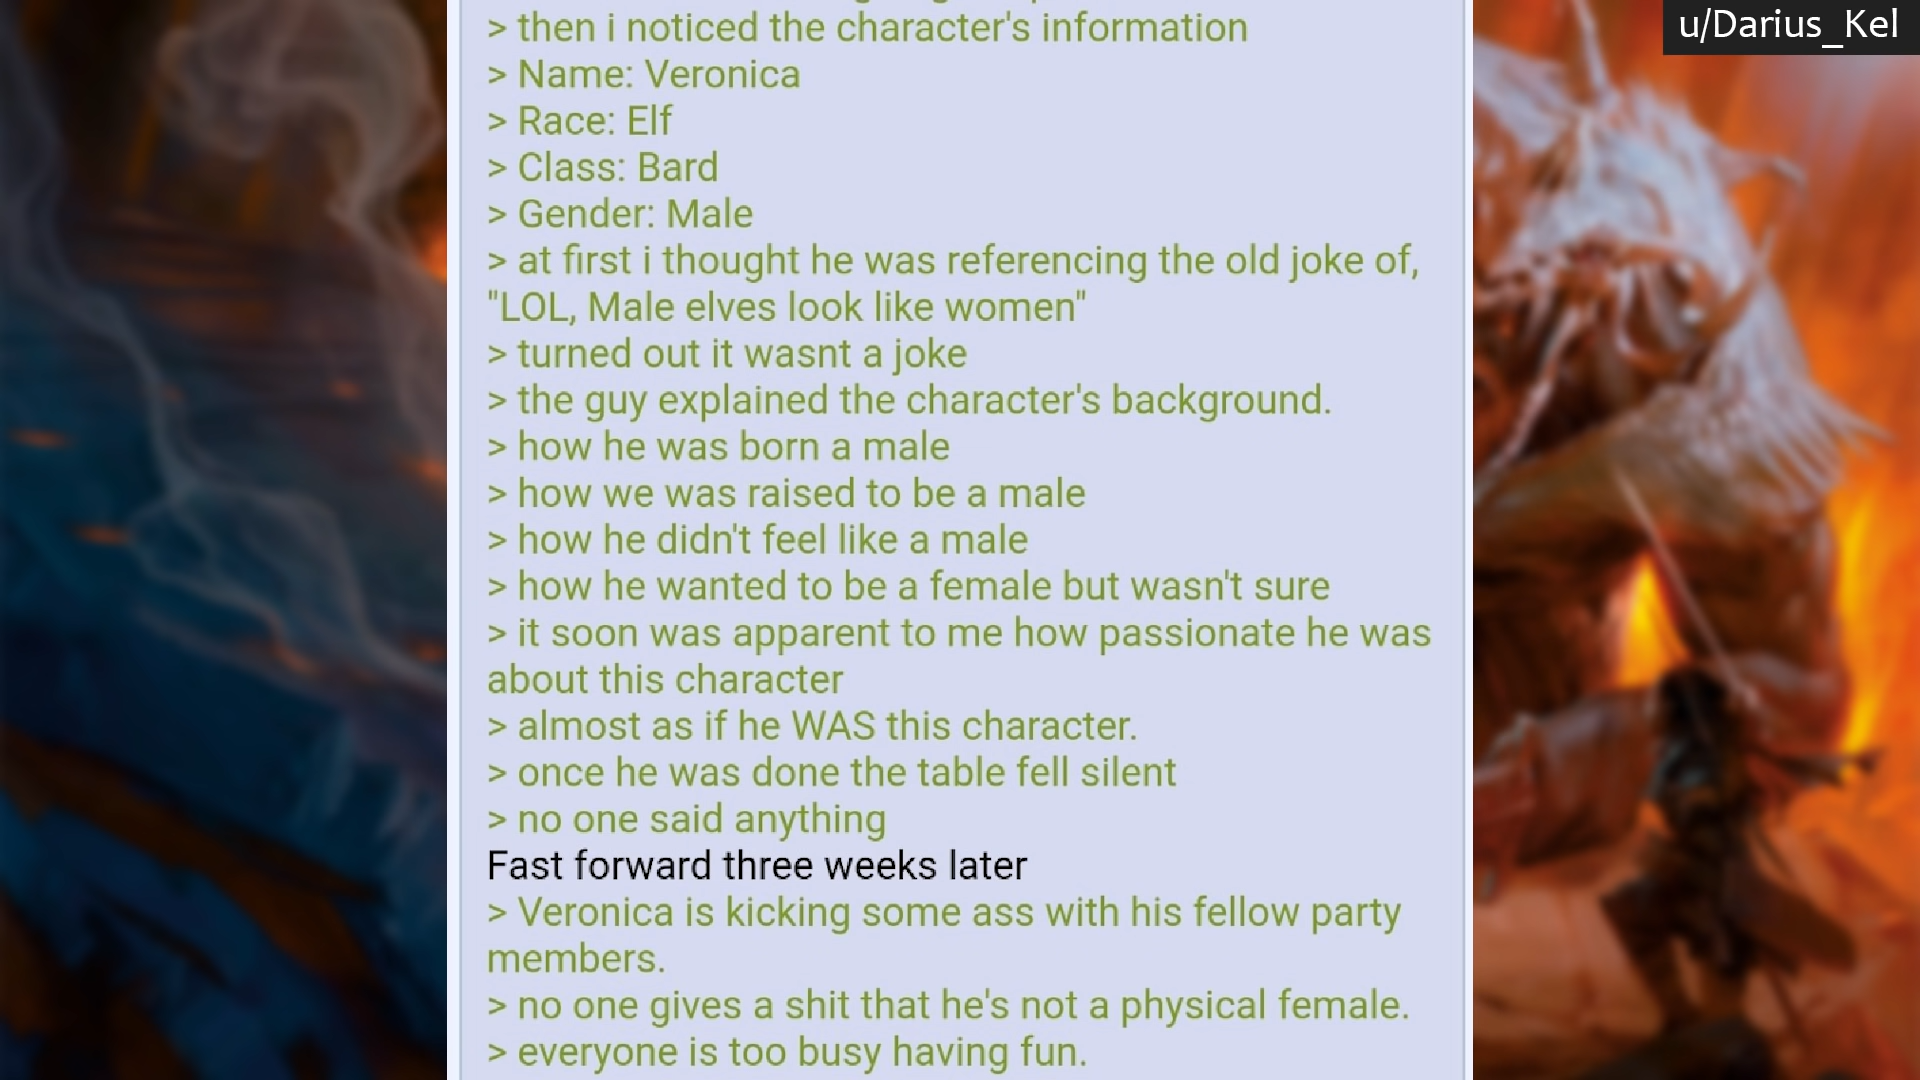 u/Darius_Kel
> then i noticed the character's information
> Name: Veronica
> Race: Elf
> Class: Bard
> Gender: Male
> at first i thought he was referencing the old joke of,
"LOL, Male elves look like women"
> turned out it wasnt a joke
> the guy explained the character's background.
> how he was born a male
> how we was raised to be a male
> how he didn't feel like a male
> how he wanted to be a female but wasn't sure
> it soon was apparent to me how passionate he was
about this character
> almost as if he WAS this character.
> once he was done the table fell silent
> no one said anything
Fast forward three weeks later
> Veronica is kicking some ass with his fellow party
members.
> no one gives a shit that he's not a physical female.
> everyone is too busy having fun.